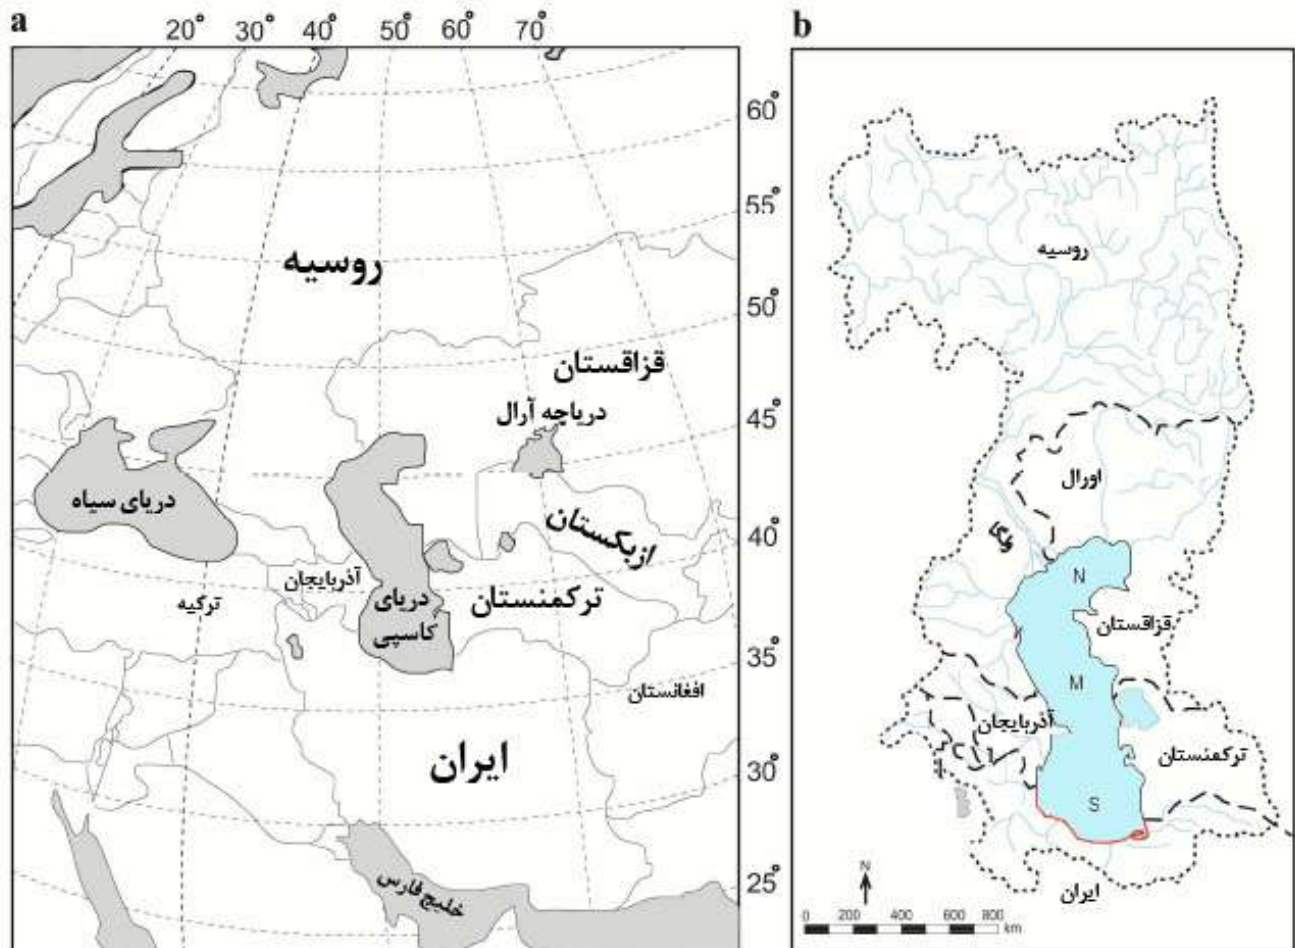 a
20° 30° 40° 50° 60° 70°
60°
55°
50°
45°
40°
35°
30°
25°
روسیه
قزاقستان
دریاچه آرال
دریای سیاه
ازبکستان
آذربایجان
ترکمنستان
ترکیه
دریای
کاسپی
افغانستان
ایران
خلیج فارس
b
روسیه
اورال
ولگا
N
قزاقستان
M
آذربایجان
ترکمنستان
S
N
ایران
0 200 400 600 800
km